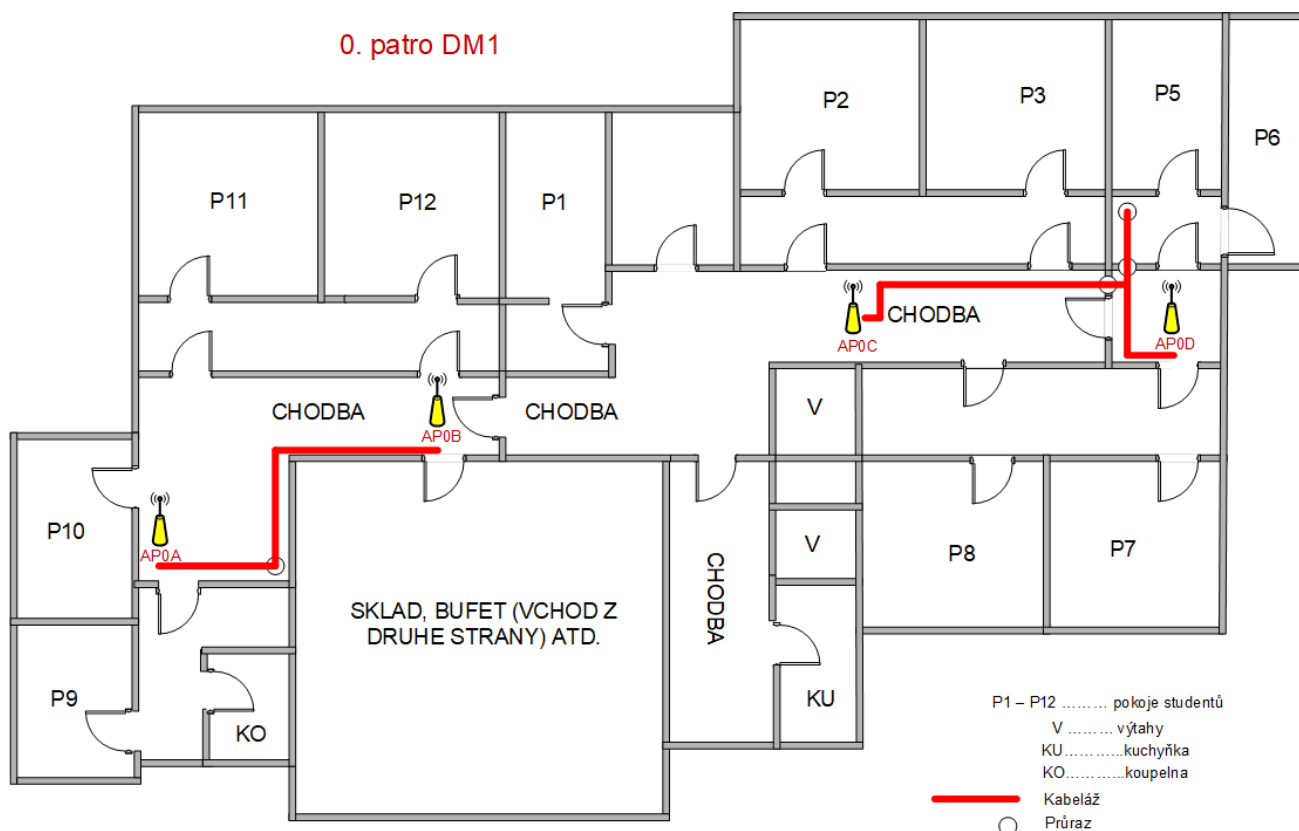 0. patro DM1
P2
P3
P5
P6
P11
P12
P1
CHODBA
AP0C
AP0D
CHODBA
CHODBA
V
AP0B
P10
AP0A
V
P8
P7
CHODBA
SKLAD, BUFET (VCHOD Z
DRUHE STRANY) ATD.
P9
KO
KU
P1 – P12 ......... pokoje studentů
V ......... výtahy
KU............kuchyňka
KO............koupelna
Kabeláž
Průraz